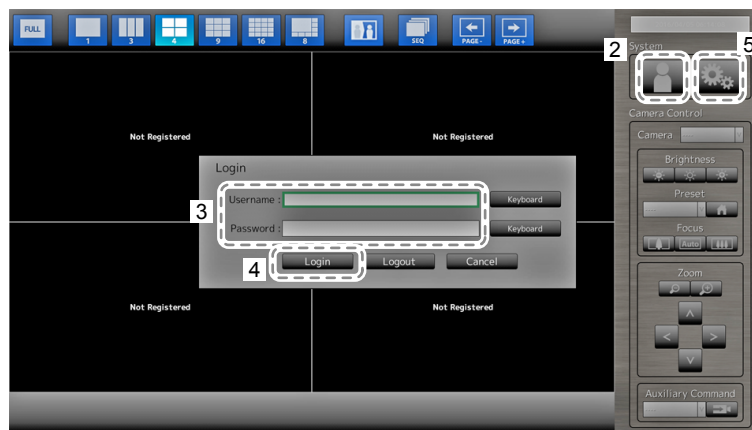 FULL
1
3
4
9
16
8
SEQ
PAGE -
PAGE +
2
System
5
Camera Control
Camera
Not Registered
Not Registered
Brightness
Login
Username :
Keyboard
Preset
3
Password :
Keyboard
Focus
Auto
4
Login
Logout
Cancel
Zoom
Not Registered
Not Registered
Auxiliary Command